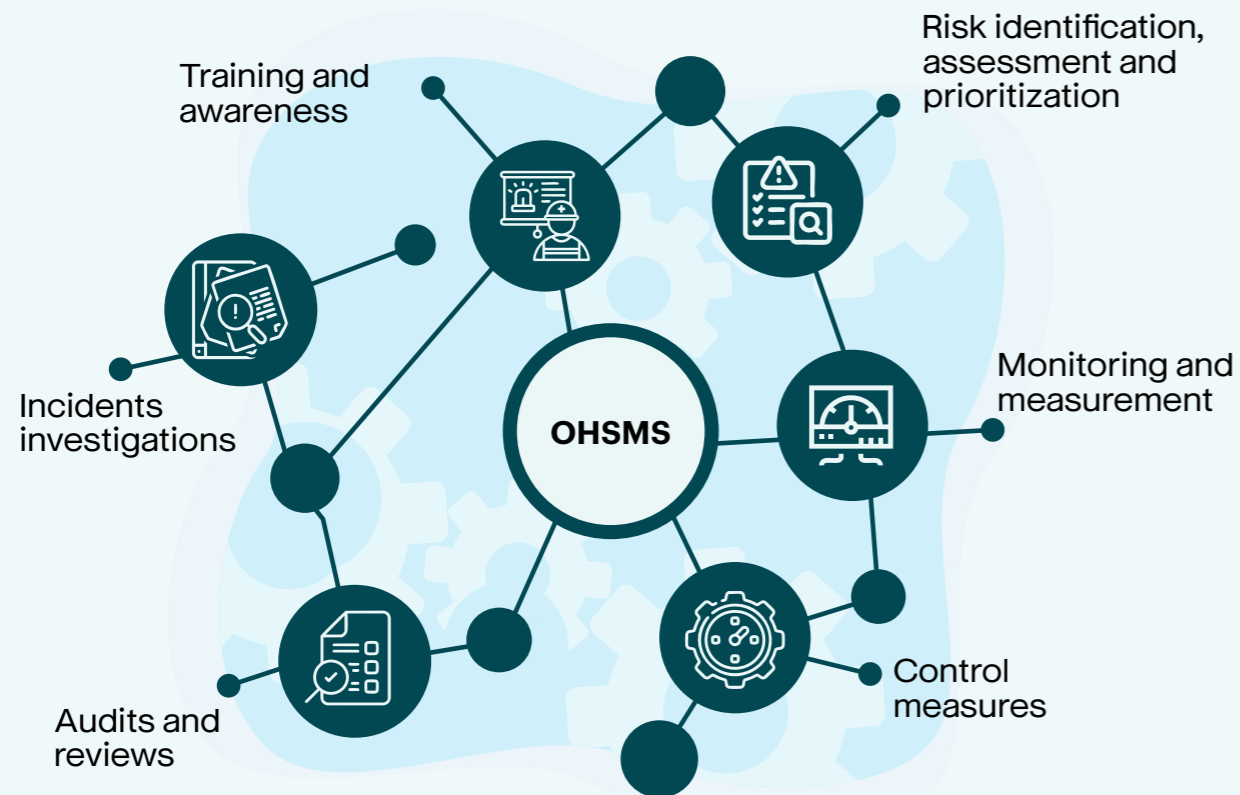 Risk identification,
assessment and
prioritization
Training and
awareness
Monitoring and
measurement
Incidents
investigations
OHSMS
Control
measures
Audits and
reviews